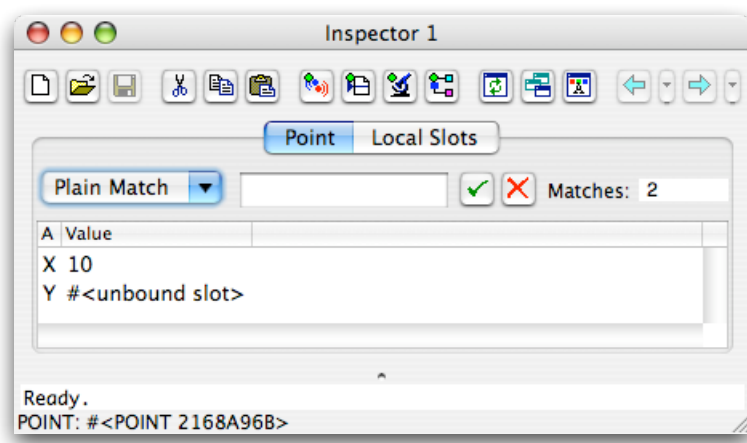 Inspector 1
Point Local Slots
Plain Match Matches: 2
A Value
X 10
Y #<unbound slot>
Ready.
POINT: #<POINT 2168A96B>